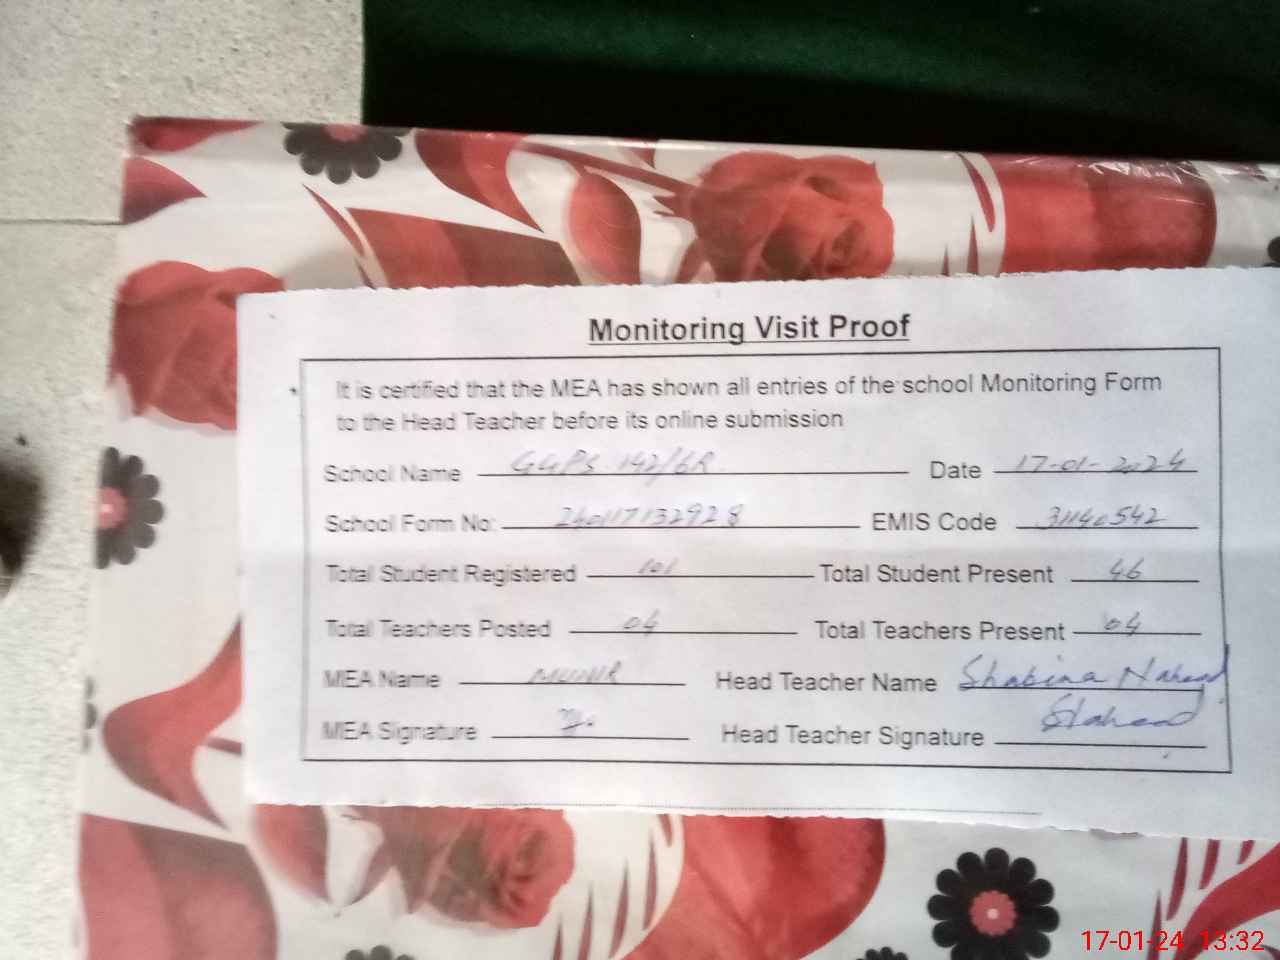 Monitoring Visit Proof
It is certified that the MEA has shown all entries of the school Monitoring Form
to the Head Teacher before its online submission
School Name GGPS 142/6R Date 17-01-2024
School Form No: 240117132928 EMIS Code 31140542
Total Student Registered 101 Total Student Present 46
Total Teachers Posted 04 Total Teachers Present 04
MEA Name Munir Head Teacher Name Shabina Naheed
MEA Signature Head Teacher Signature Naheed
17-01-24 13:32